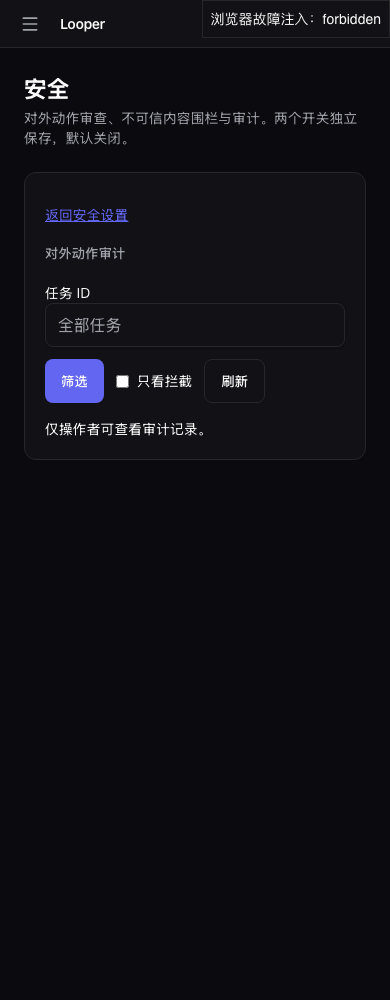 Looper
浏览器故障注入：forbidden
安全
对外动作审查、不可信内容围栏与审计。两个开关独立
保存，默认关闭。
返回安全设置
对外动作审计
任务 ID
全部任务
筛选
只看拦截
刷新
仅操作者可查看审计记录。